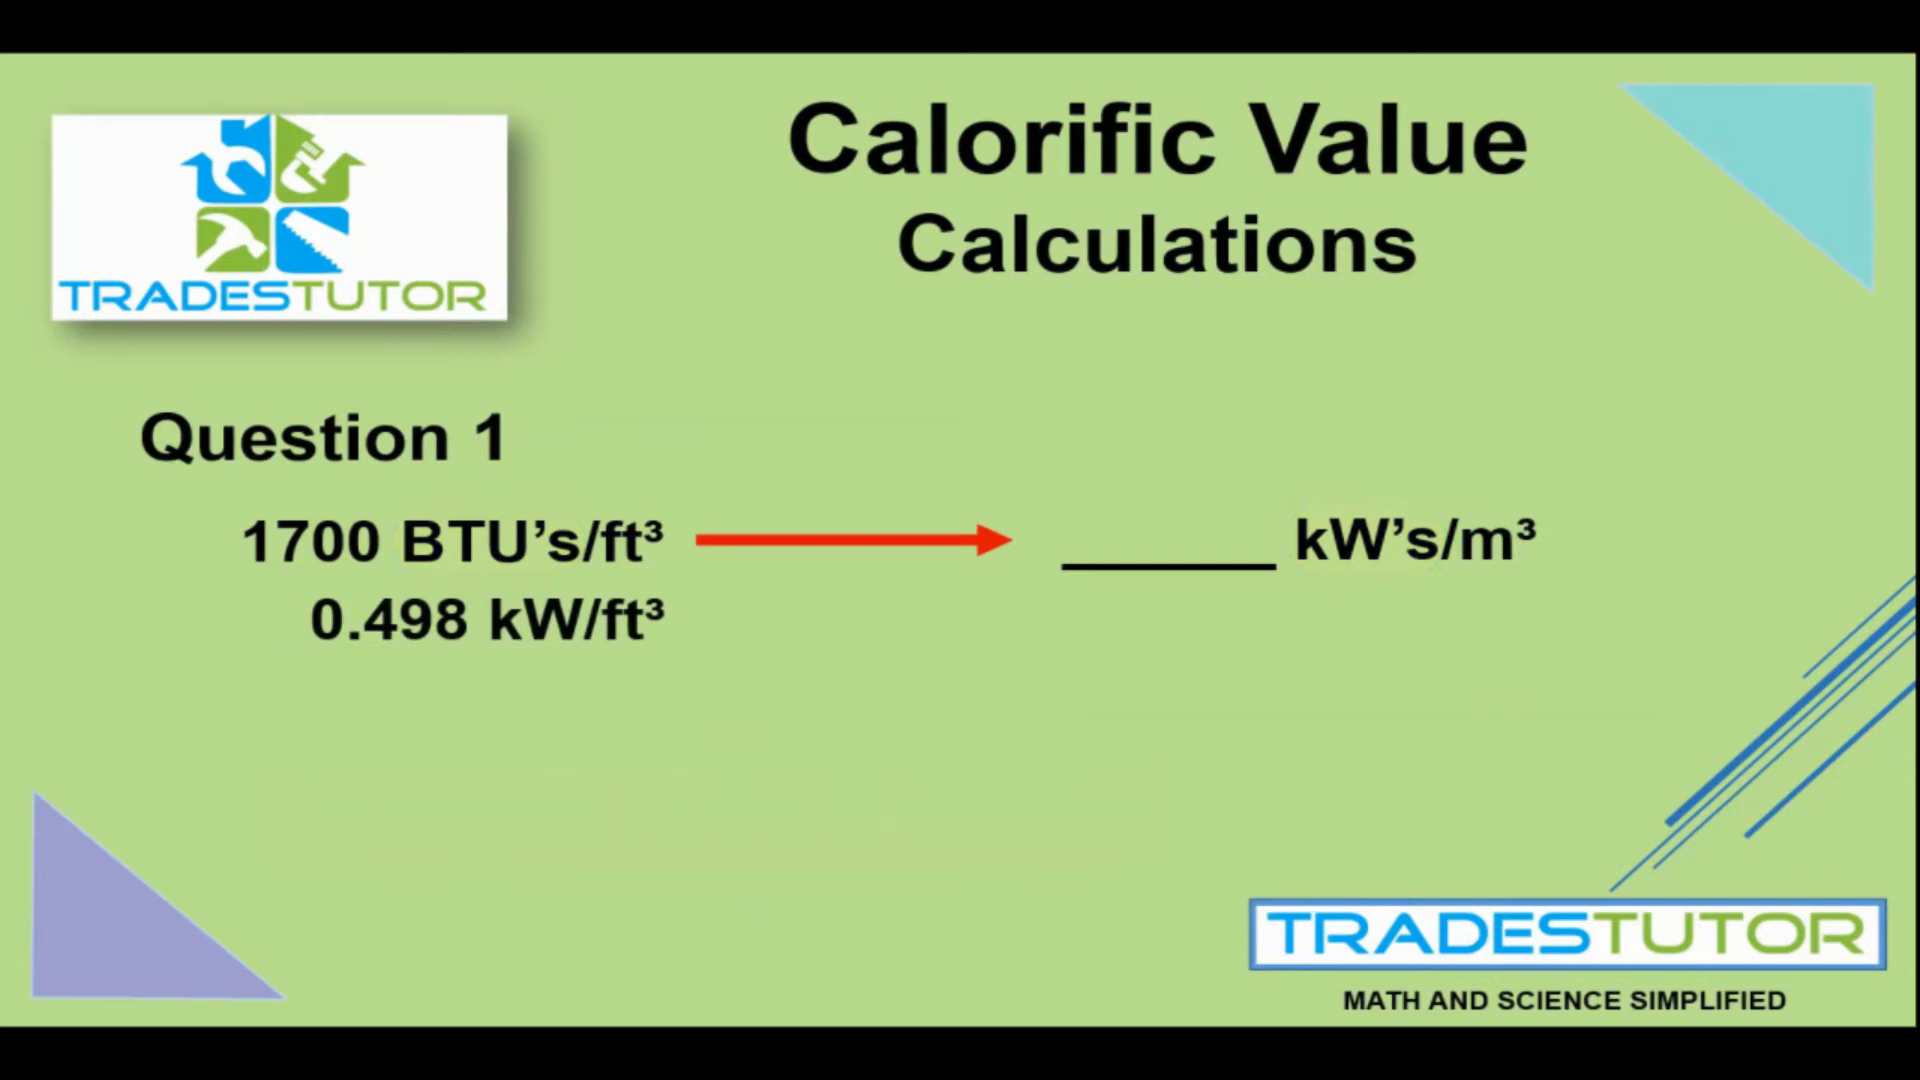 Calorific Value
Calculations
TRADESTUTOR
Question 1
1700 BTU’s/ft³
______ kW’s/m³
0.498 kW/ft³
TRADESTUTOR
MATH AND SCIENCE SIMPLIFIED